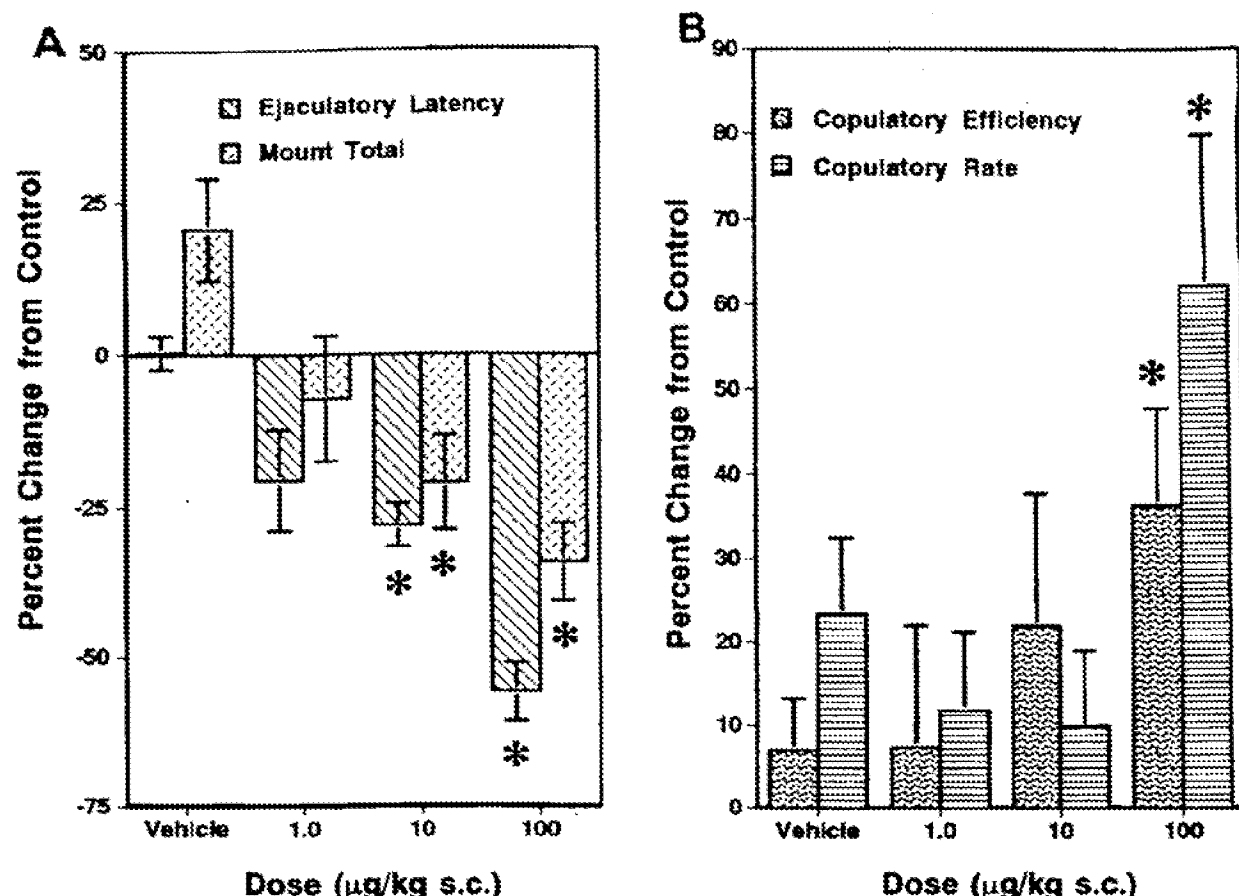 A
50
25
0
-25
-50
-75
Percent Change from Control
Ejaculatory Latency
Mount Total
*
*
*
*
Vehicle 1.0 10 100
Dose (μg/kg s.c.)
B
90
80
70
60
50
40
30
20
10
0
Percent Change from Control
Copulatory Efficiency
Copulatory Rate
*
*
Vehicle 1.0 10 100
Dose (μg/kg s.c.)